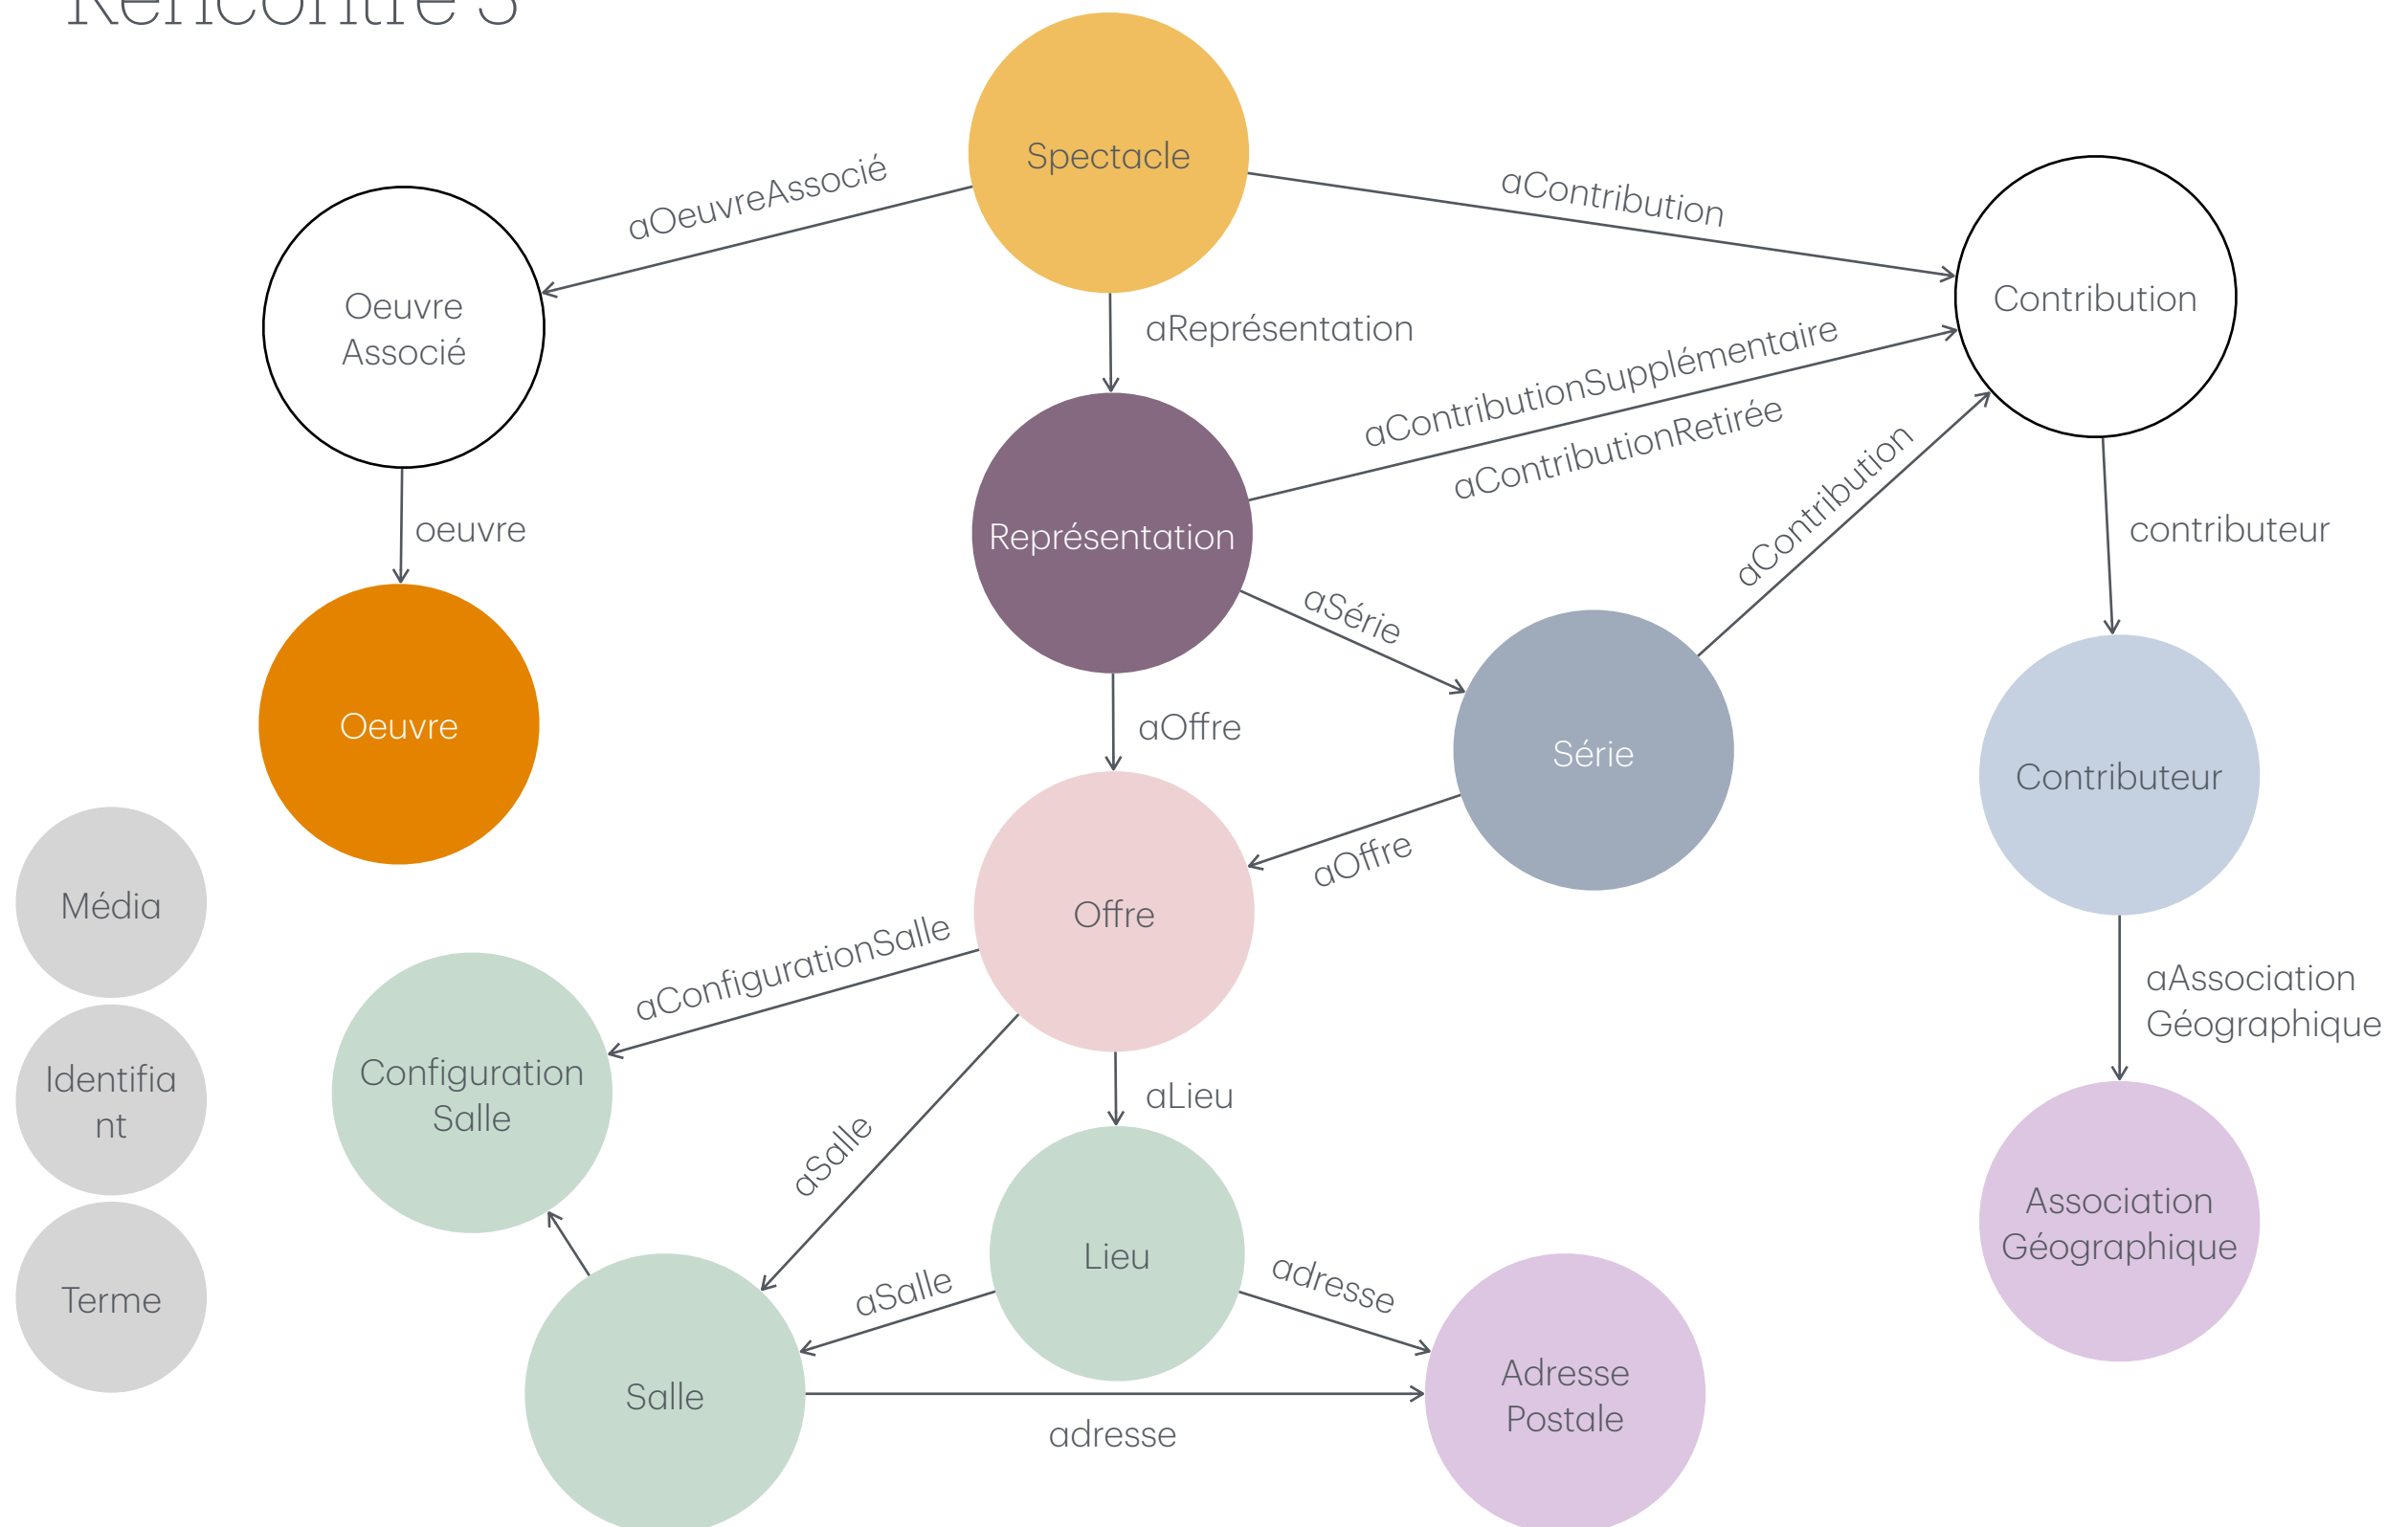 Rencontre 3
Spectacle
aOeuvreAssocié
aContribution
Oeuvre
Associé
Contribution
aReprésentation
aContributionSupplémentaire
aContributionRetirée
aContribution
oeuvre
Représentation
contributeur
aSérie
Oeuvre
aOffre
Série
Contributeur
aOffre
Média
Offre
aConfigurationSalle
aAssociation
Géographique
Identifia
nt
Configuration
Salle
aLieu
aSalle
Association
Géographique
Terme
Lieu
aSalle
adresse
Salle
Adresse
Postale
adresse